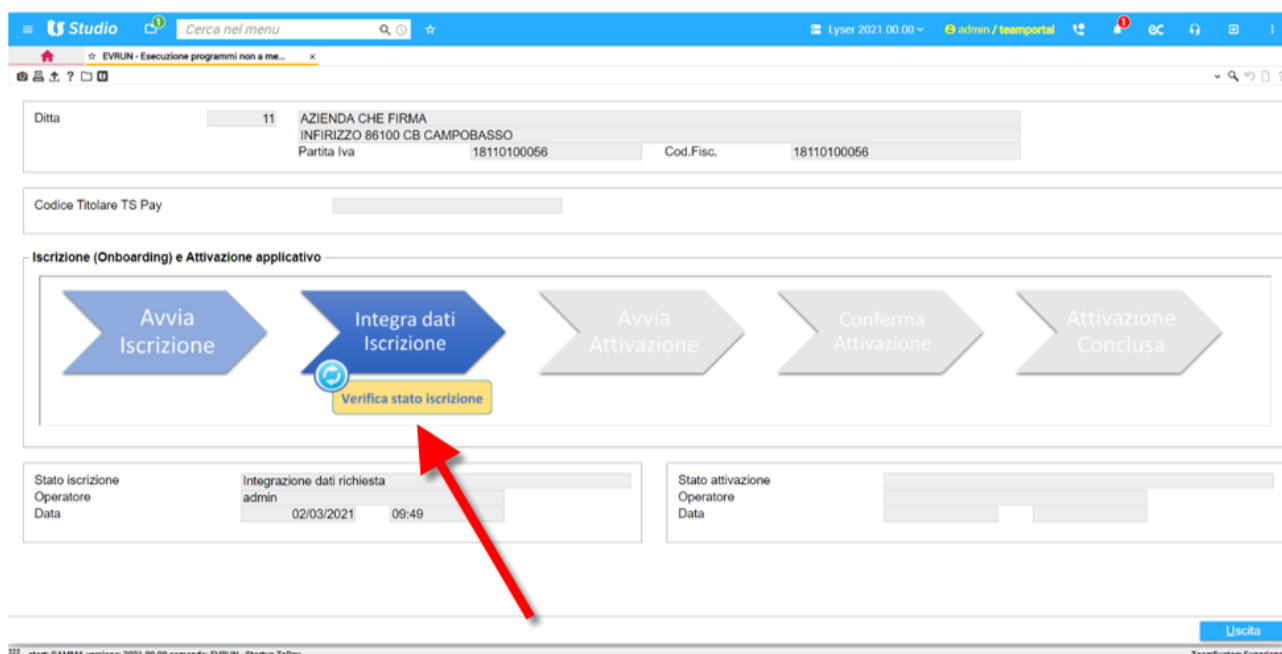 Studio 1 Cerca nel menu Lyser 2021.00.00 admin / teamportal 1
EVRUN - Esecuzione programmi non a me... ×
Ditta 11 AZIENDA CHE FIRMA
INFIRIZZO 86100 CB CAMPOBASSO
Partita Iva 18110100056 Cod.Fisc. 18110100056
Codice Titolare TS Pay
Iscrizione (Onboarding) e Attivazione applicativo
Avvia
Iscrizione
Integra dati
Iscrizione
Avvia
Attivazione
Conferma
Attivazione
Attivazione
Conclusa
Verifica stato iscrizione
Stato iscrizione Integrazione dati richiesta
Operatore admin
Data 02/03/2021 09:49
Stato attivazione
Operatore
Data
Uscita